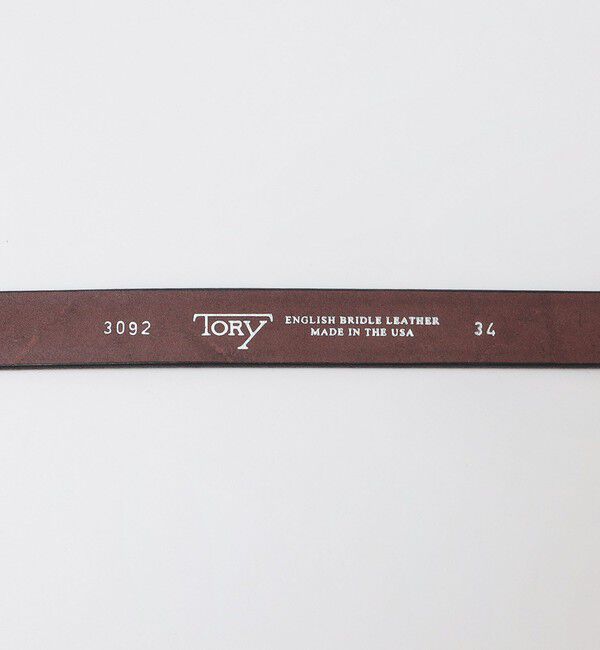 3092 TORY ENGLISH BRIDLE LEATHER
MADE IN THE USA 34